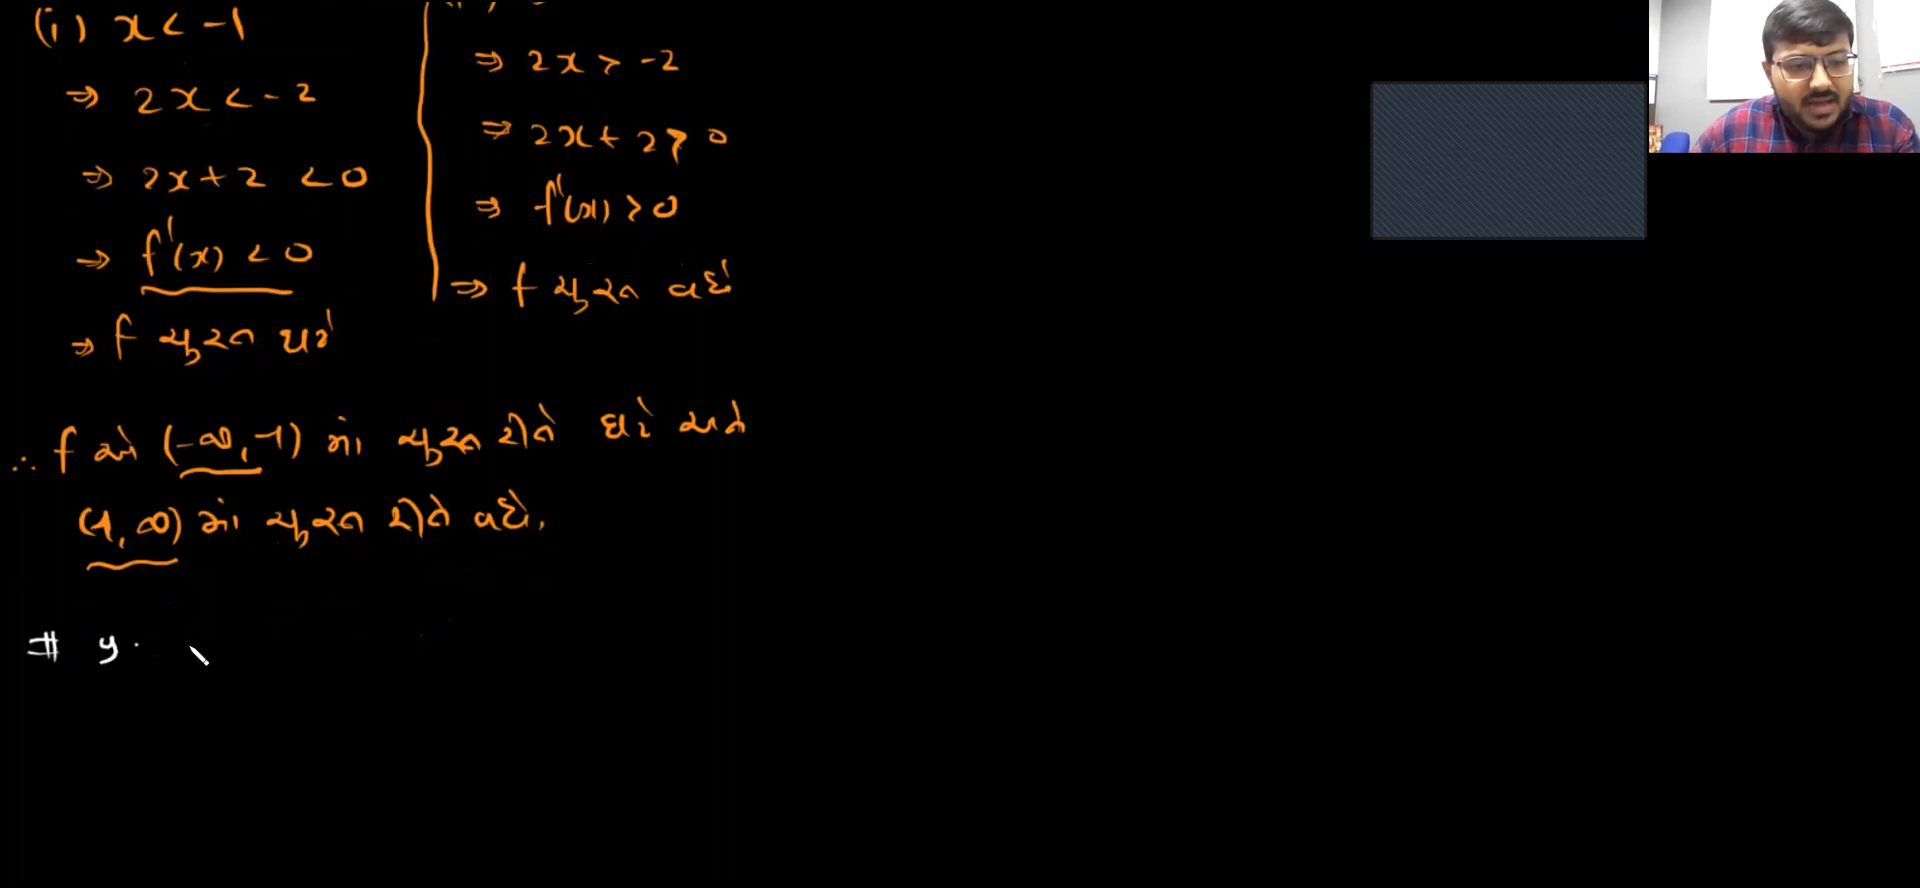 (i) x < -1
⇒ 2x < -2
⇒ 2x + 2 < 0
⇒ f'(x) < 0
⇒ f ચુસ્ત ઘટે
⇒ 2x > -2
⇒ 2x + 2 > 0
⇒ f'(x) > 0
⇒ f ચુસ્ત વધે
∴ f એ (-∞, -1) માં ચુસ્ત રીતે ઘટે અને
(-1, ∞) માં ચુસ્ત રીતે વધે.
# y